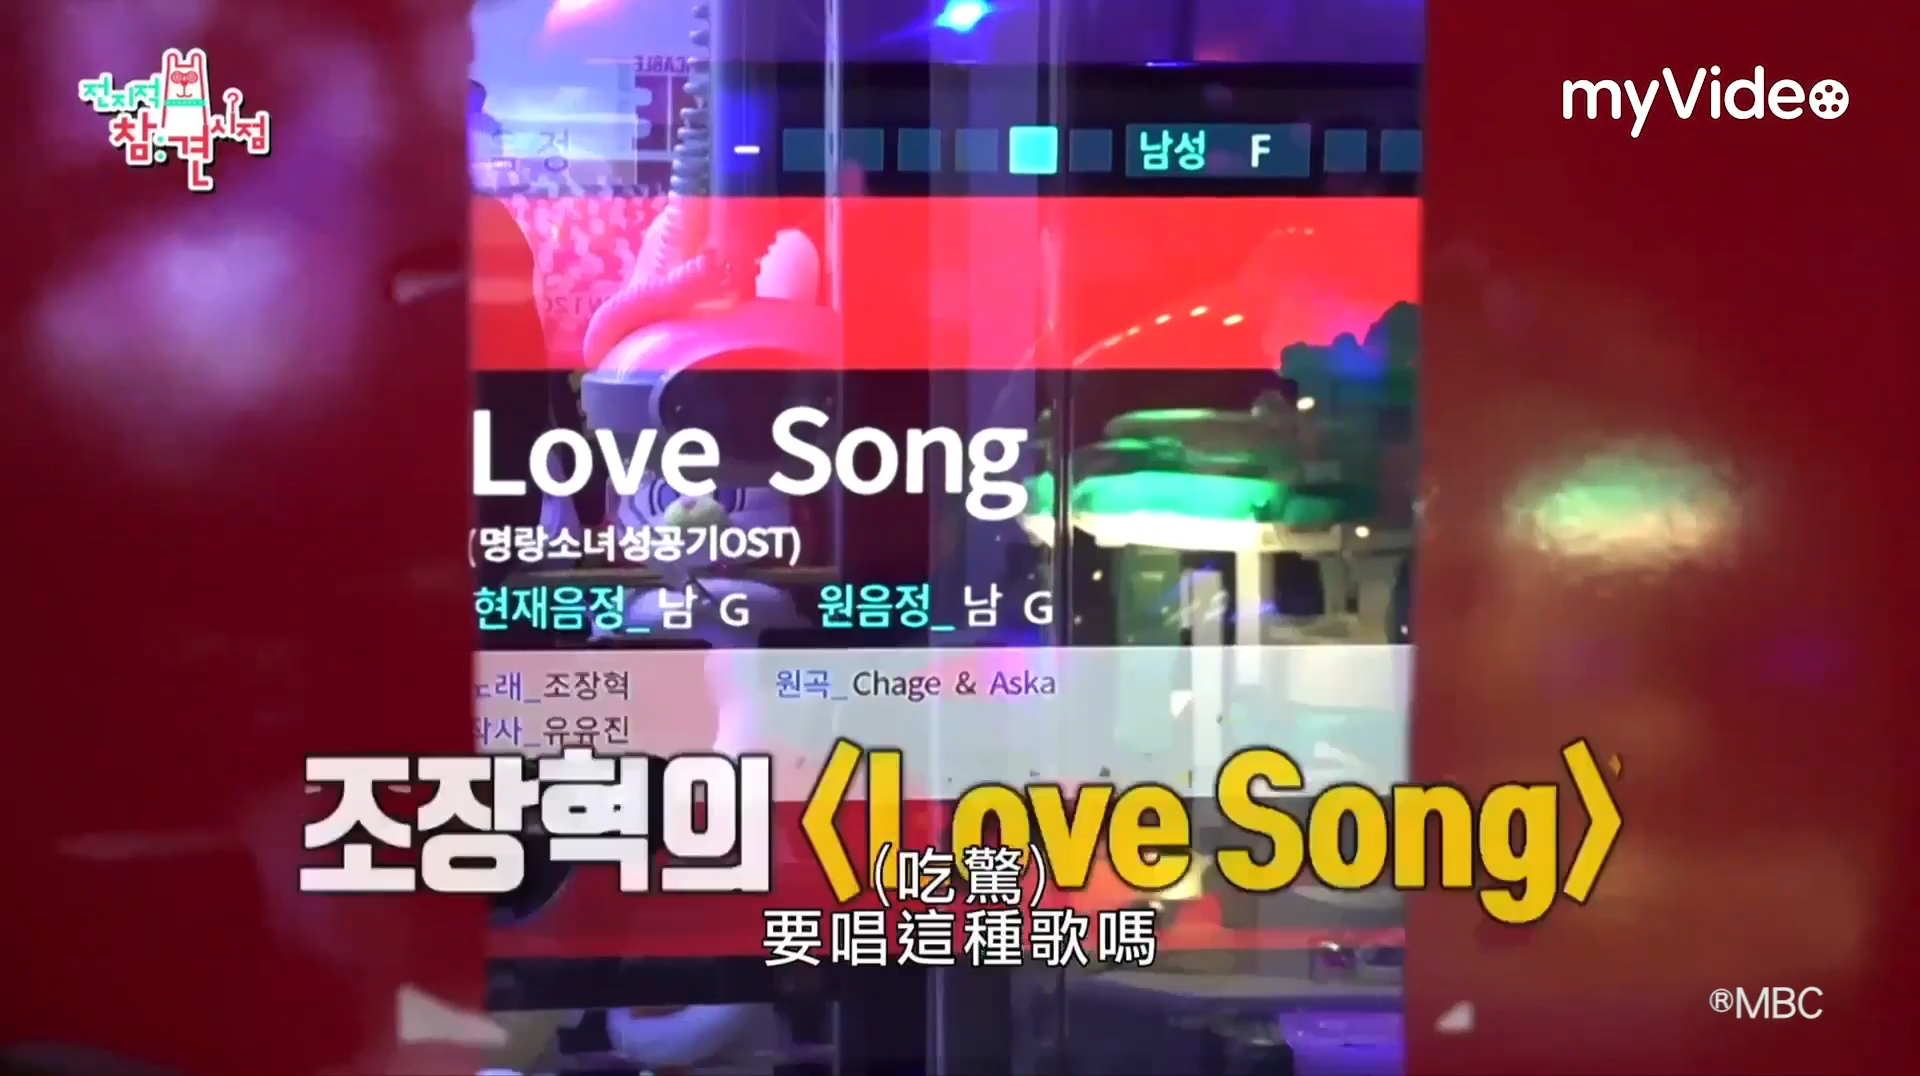 전지적
참견 시점
myVideo
남성 F
Love Song
(명랑소녀성공기OST)
현재음정_남 G 원음정_남 G
노래_조장혁 원곡_Chage & Aska
작사_유유진
조장혁의 〈Love Song〉
(吃驚)
要唱這種歌嗎
®MBC